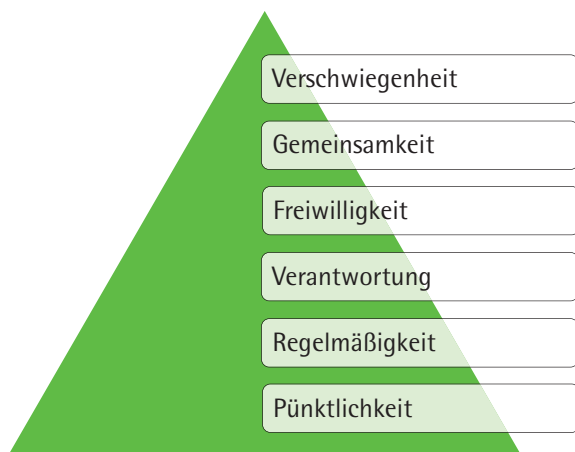 Verschwiegenheit
Gemeinsamkeit
Freiwilligkeit
Verantwortung
Regelmäßigkeit
Pünktlichkeit